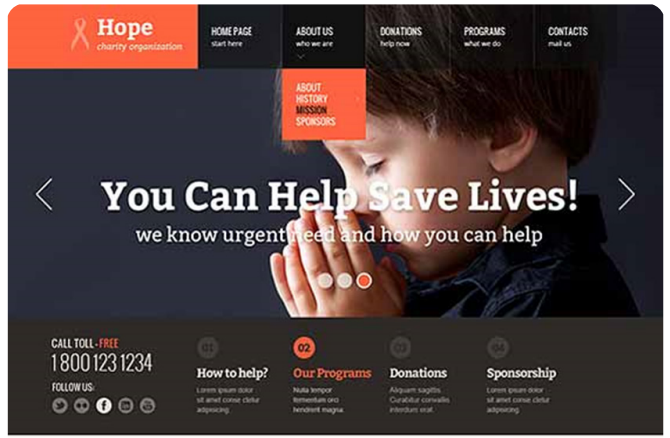 Hope
charity organization
HOME PAGE
start here
ABOUT US
who we are
DONATIONS
help now
PROGRAMS
what we do
CONTACTS
mail us
ABOUT
HISTORY
MISSION
SPONSORS
You Can Help Save Lives!
we know urgent need and how you can help
CALL TOLL - FREE
1 800 123 1234
FOLLOW US:
01
How to help?
Lorem ipsum dolor
sit amet conse ctetur
adipiscing.
02
Our Programs
Nulla tempor
fermentum orci
hendrerit magna.
03
Donations
Aliquam sagittis.
Curabitur convallis
interdum erat.
04
Sponsorship
Lorem ipsum dolor
sit amet conse ctetur
adipiscing.